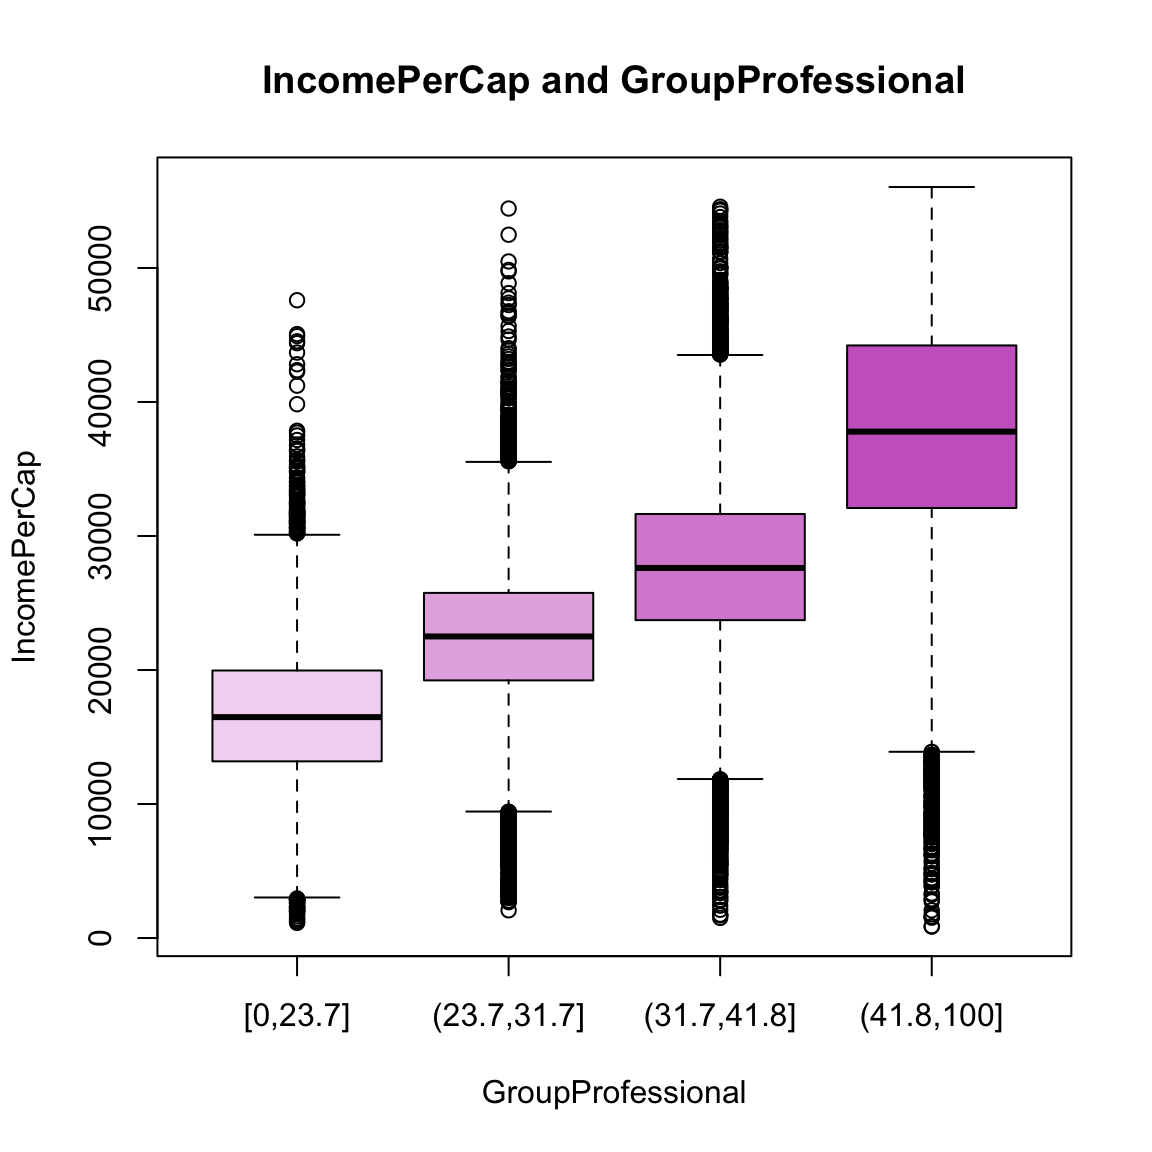 IncomePerCap and GroupProfessional
IncomePerCap
50000
40000
30000
20000
10000
0
[0,23.7] (23.7,31.7] (31.7,41.8] (41.8,100]
GroupProfessional